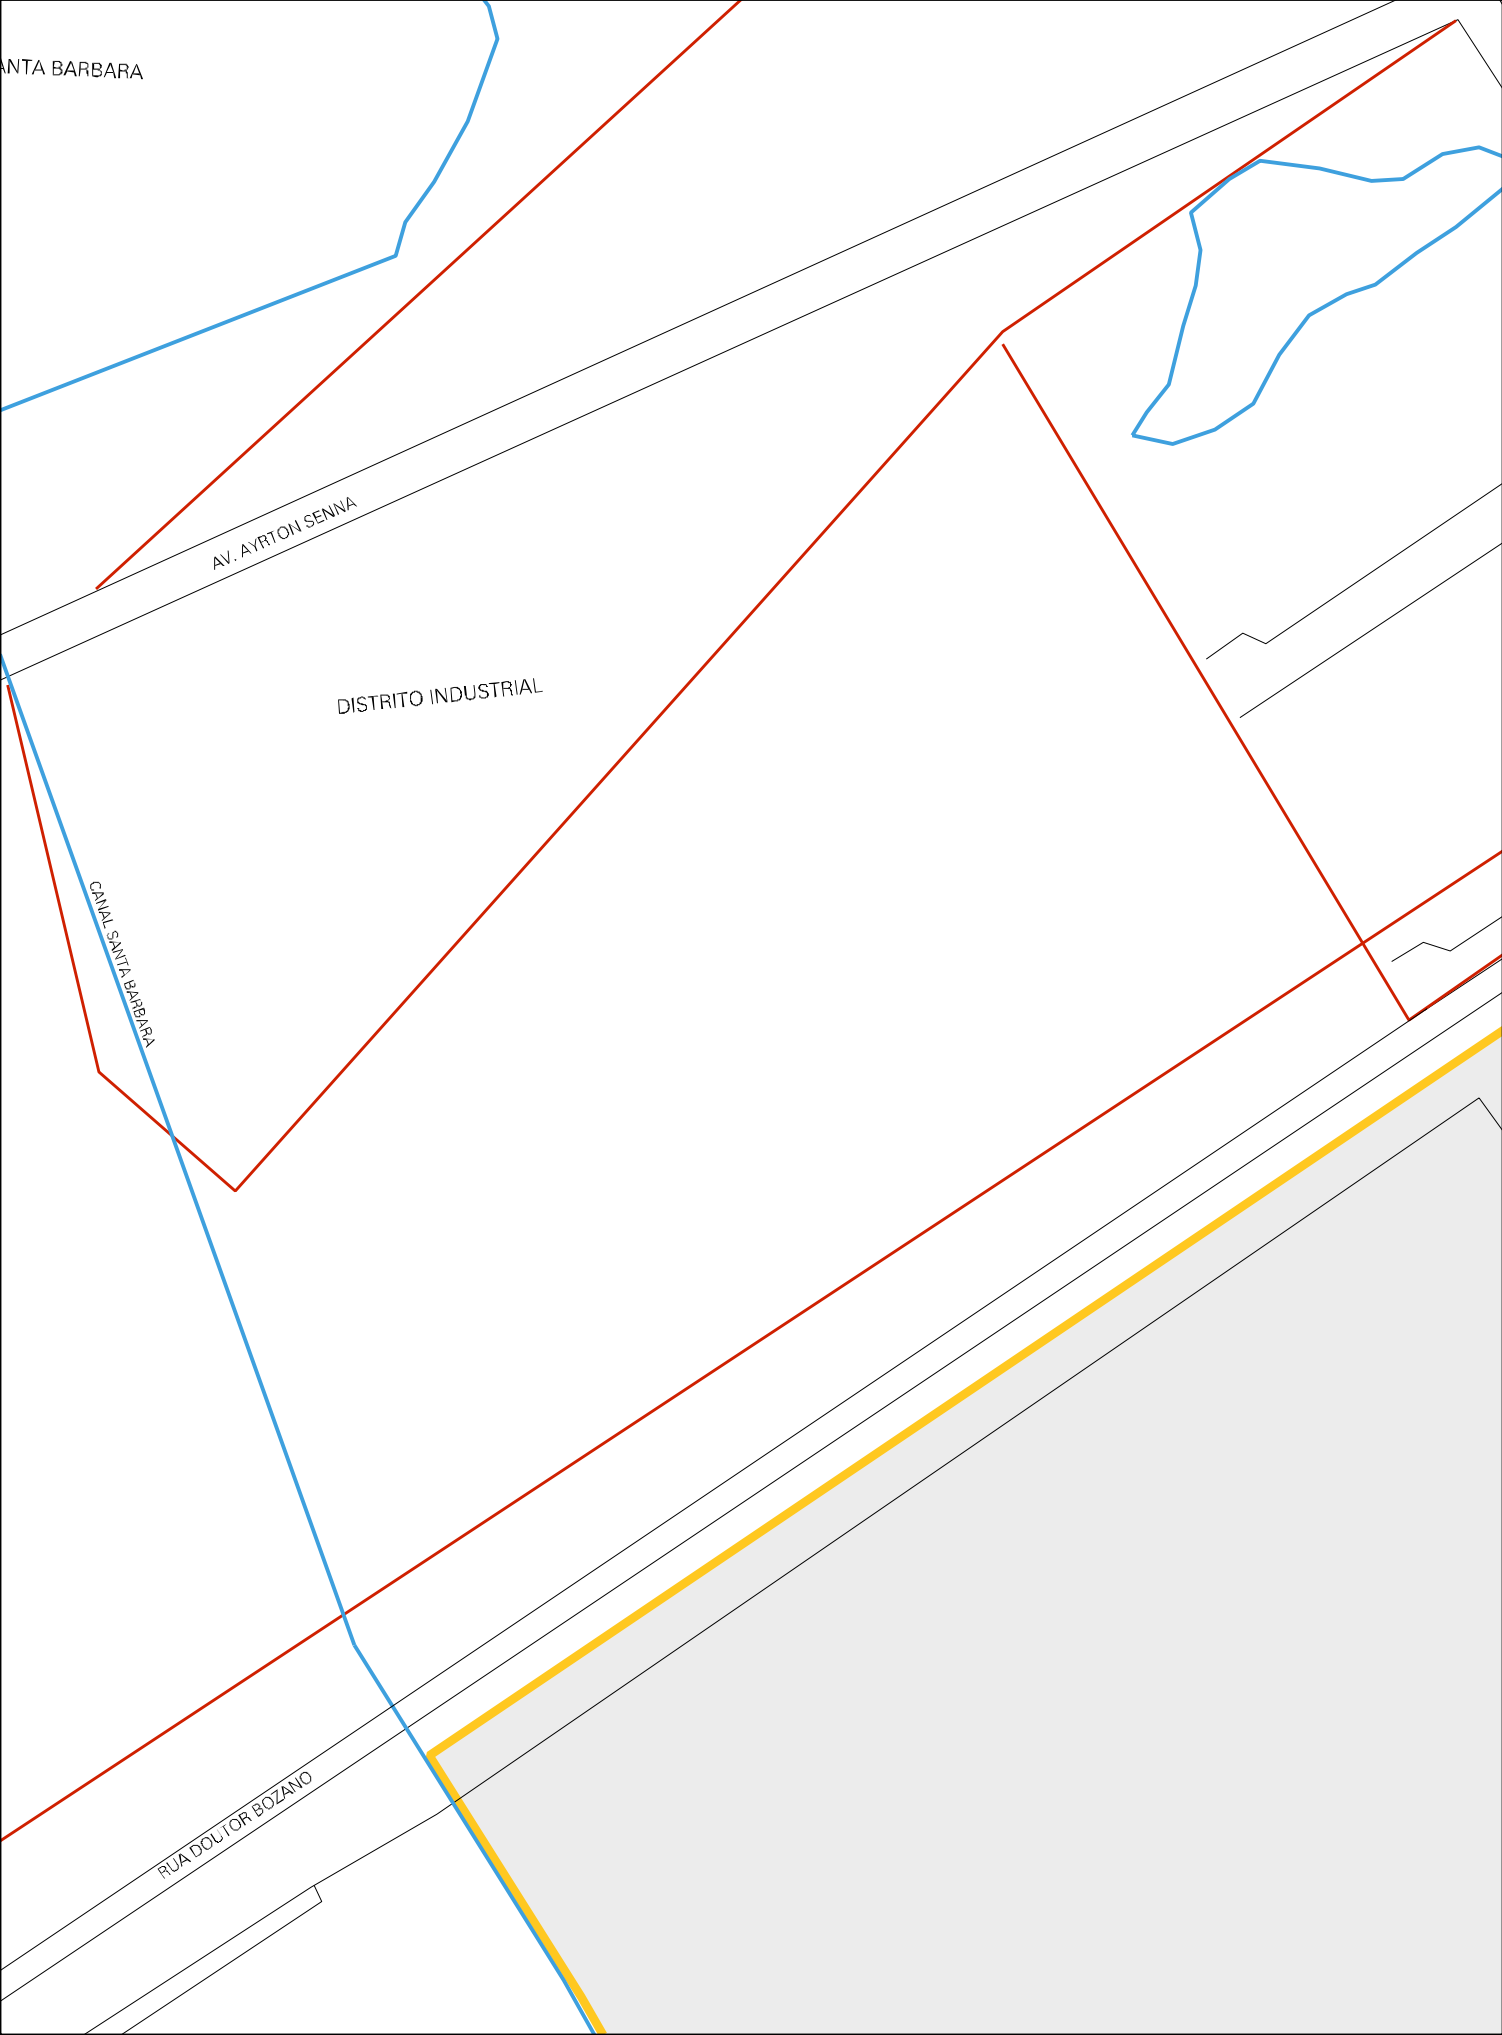 ANTA BARBARA
AV. AYRTON SENNA
DISTRITO INDUSTRIAL
CANAL SANTA BARBARA
RUA DOUTOR BOZANO